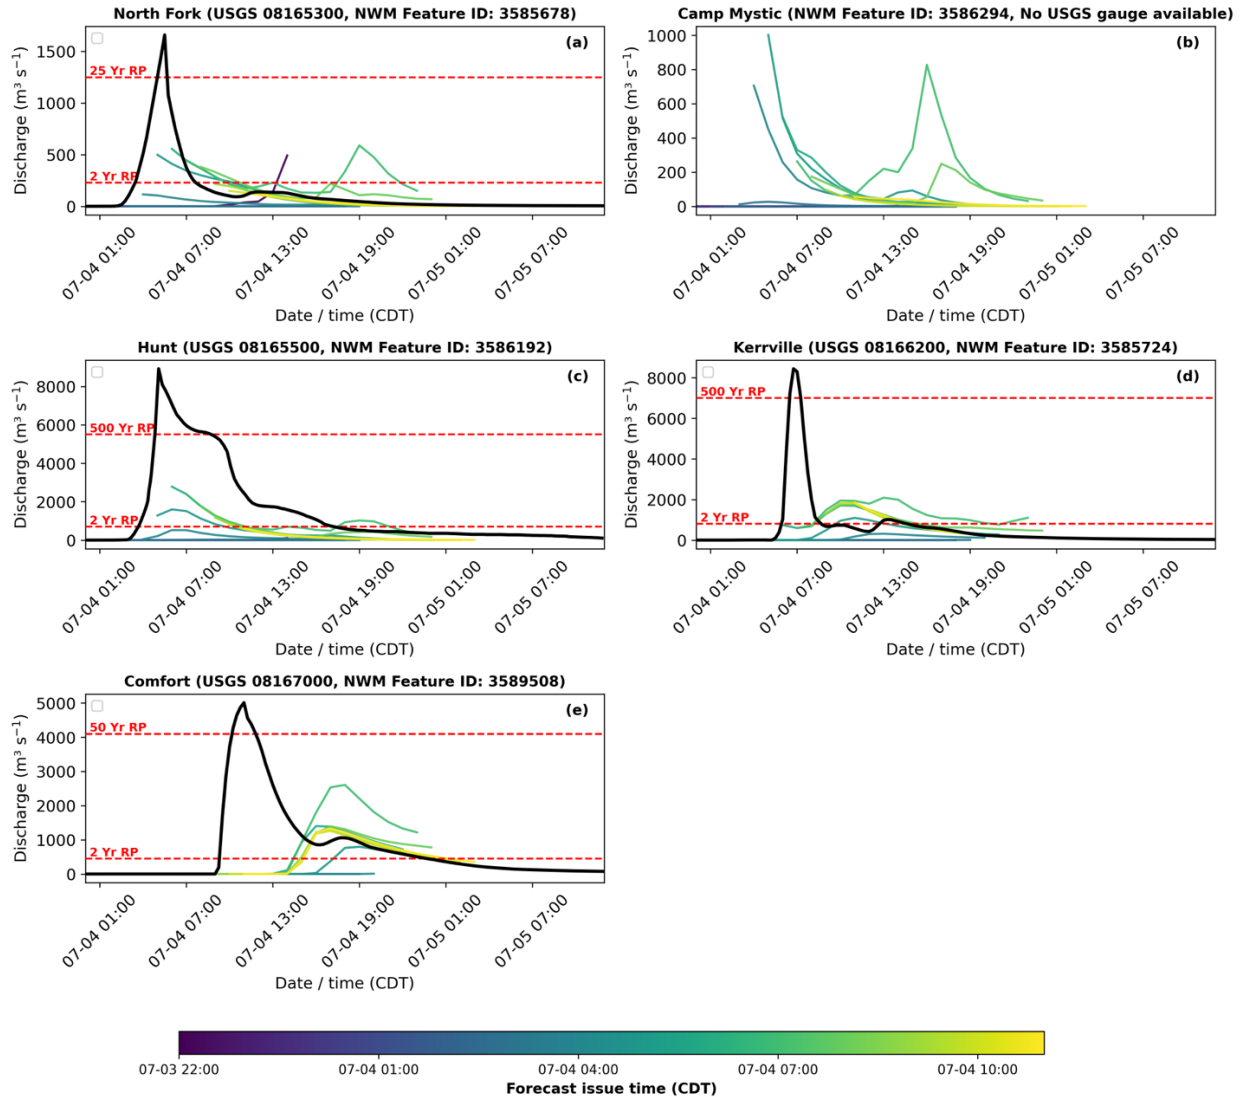 North Fork (USGS 08165300, NWM Feature ID: 3585678)
(a)
Discharge (m³ s⁻¹)
1500
1000
500
0
25 Yr RP
2 Yr RP
07-04 01:00
07-04 07:00
07-04 13:00
07-04 19:00
07-05 01:00
07-05 07:00
Date / time (CDT)
Camp Mystic (NWM Feature ID: 3586294, No USGS gauge available)
(b)
Discharge (m³ s⁻¹)
1000
800
600
400
200
0
07-04 01:00
07-04 07:00
07-04 13:00
07-04 19:00
07-05 01:00
07-05 07:00
Date / time (CDT)
Hunt (USGS 08165500, NWM Feature ID: 3586192)
(c)
Discharge (m³ s⁻¹)
8000
6000
4000
2000
0
500 Yr RP
2 Yr RP
07-04 01:00
07-04 07:00
07-04 13:00
07-04 19:00
07-05 01:00
07-05 07:00
Date / time (CDT)
Kerrville (USGS 08166200, NWM Feature ID: 3585724)
(d)
Discharge (m³ s⁻¹)
8000
6000
4000
2000
0
500 Yr RP
2 Yr RP
07-04 01:00
07-04 07:00
07-04 13:00
07-04 19:00
07-05 01:00
07-05 07:00
Date / time (CDT)
Comfort (USGS 08167000, NWM Feature ID: 3589508)
(e)
Discharge (m³ s⁻¹)
5000
4000
3000
2000
1000
0
50 Yr RP
2 Yr RP
07-04 01:00
07-04 07:00
07-04 13:00
07-04 19:00
07-05 01:00
07-05 07:00
Date / time (CDT)
07-03 22:00
07-04 01:00
07-04 04:00
07-04 07:00
07-04 10:00
Forecast issue time (CDT)